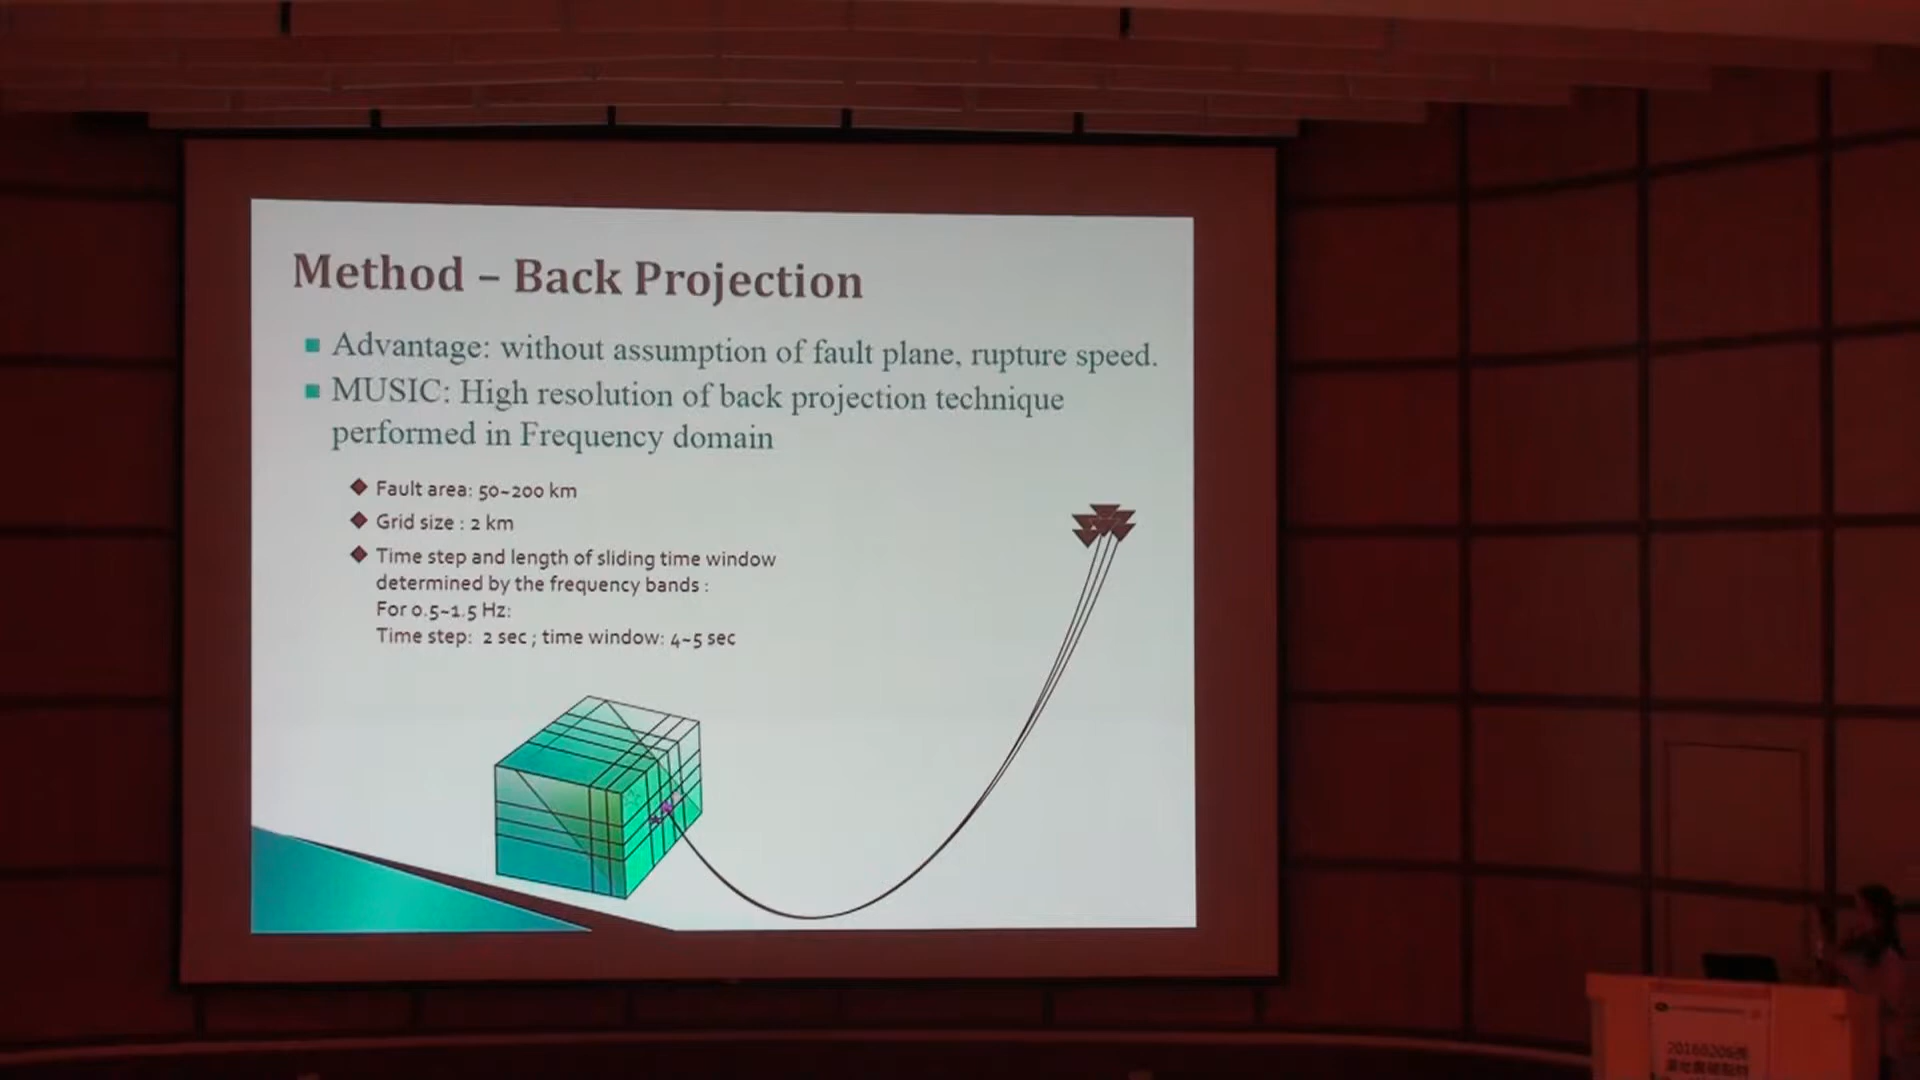 Method – Back Projection
Advantage: without assumption of fault plane, rupture speed.
MUSIC: High resolution of back projection technique
performed in Frequency domain
Fault area: 50~200 km
Grid size : 2 km
Time step and length of sliding time window
determined by the frequency bands :
For 0.5~1.5 Hz:
Time step: 2 sec ; time window: 4~5 sec